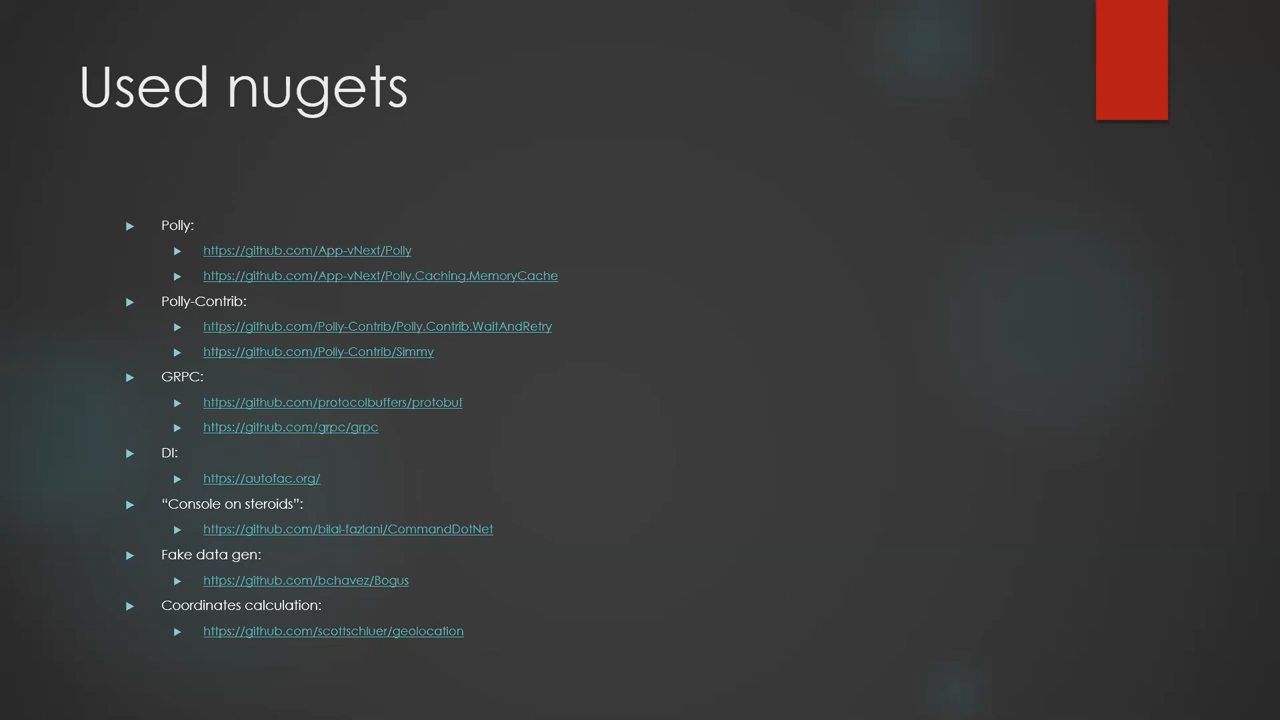 Used nugets
Polly:
https://github.com/App-vNext/Polly
https://github.com/App-vNext/Polly.Caching.MemoryCache
Polly-Contrib:
https://github.com/Polly-Contrib/Polly.Contrib.WaitAndRetry
https://github.com/Polly-Contrib/Simmy
GRPC:
https://github.com/protocolbuffers/protobuf
https://github.com/grpc/grpc
DI:
https://autofac.org/
“Console on steroids”:
https://github.com/bilal-fazlani/CommandDotNet
Fake data gen:
https://github.com/bchavez/Bogus
Coordinates calculation:
https://github.com/scottschluer/geolocation